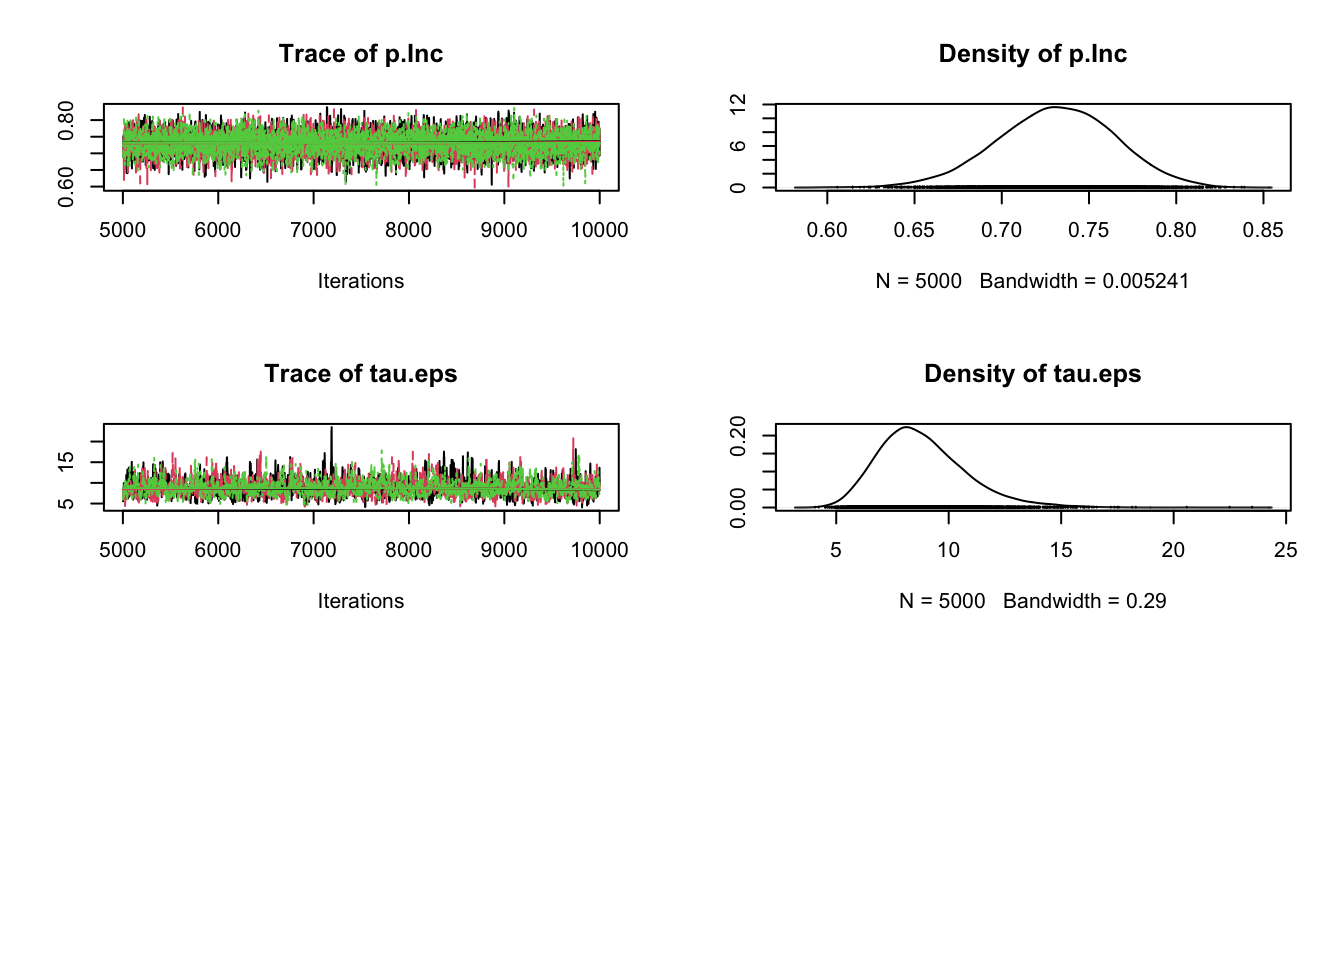 Trace of p.Inc
0.60 0.80
5000 6000 7000 8000 9000 10000
Iterations
Density of p.Inc
0 6 12
0.60 0.65 0.70 0.75 0.80 0.85
N = 5000 Bandwidth = 0.005241
Trace of tau.eps
5 15
5000 6000 7000 8000 9000 10000
Iterations
Density of tau.eps
0.00 0.20
5 10 15 20 25
N = 5000 Bandwidth = 0.29